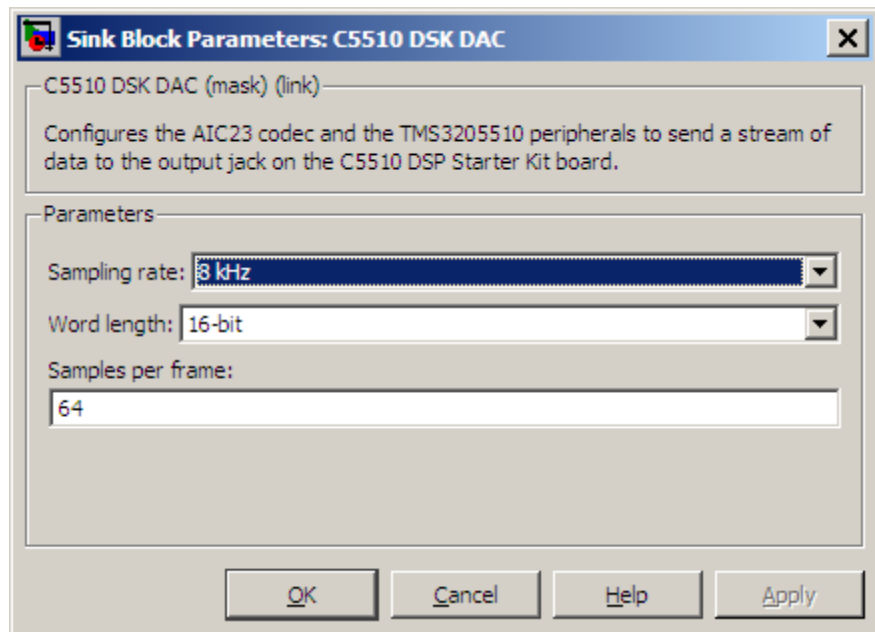 Sink Block Parameters: C5510 DSK DAC
C5510 DSK DAC (mask) (link)
Configures the AIC23 codec and the TMS3205510 peripherals to send a stream of
data to the output jack on the C5510 DSP Starter Kit board.
Parameters
Sampling rate: 8 kHz
Word length: 16-bit
Samples per frame:
64
OK Cancel Help Apply